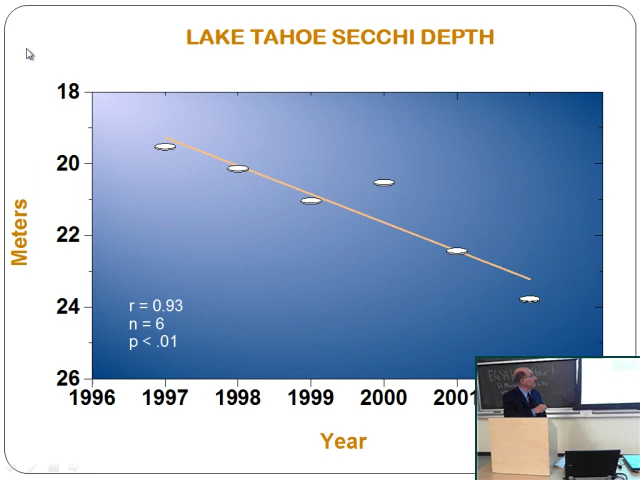 LAKE TAHOE SECCHI DEPTH
18
20
22
24
26
Meters
r = 0.93
n = 6
p < .01
1996
1997
1998
1999
2000
2001
Year